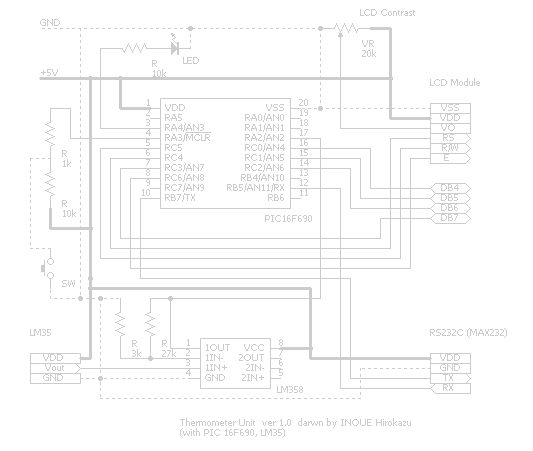 LCD Contrast
GND
VR
20k
LED
R
10k
+5V
LCD Module
1 VDD VSS 20
2 RA5 RA0/AN0 19
3 RA4/AN3 RA1/AN1 18
4 RA3/MCLR RA2/AN2 17
5 RC5 RC0/AN4 16
6 RC4 RC1/AN5 15
7 RC3/AN7 RC2/AN6 14
8 RC6/AN8 RB4/AN10 13
9 RC7/AN9 RB5/AN11/RX 12
10 RB7/TX RB6 11
PIC16F690
VSS
VDD
VO
RS
R/W
E
DB4
DB5
DB6
DB7
R
1k
R
10k
SW
LM35
VDD
Vout
GND
R
3k
R
27k
1 1OUT VCC 8
2 1IN- 2OUT 7
3 1IN+ 2IN- 6
4 GND 2IN+ 5
LM358
RS232C (MAX232)
VDD
GND
TX
RX
Thermometer Unit ver 1.0 darwn by INOUE Hirokazu
(with PIC 16F690, LM35)